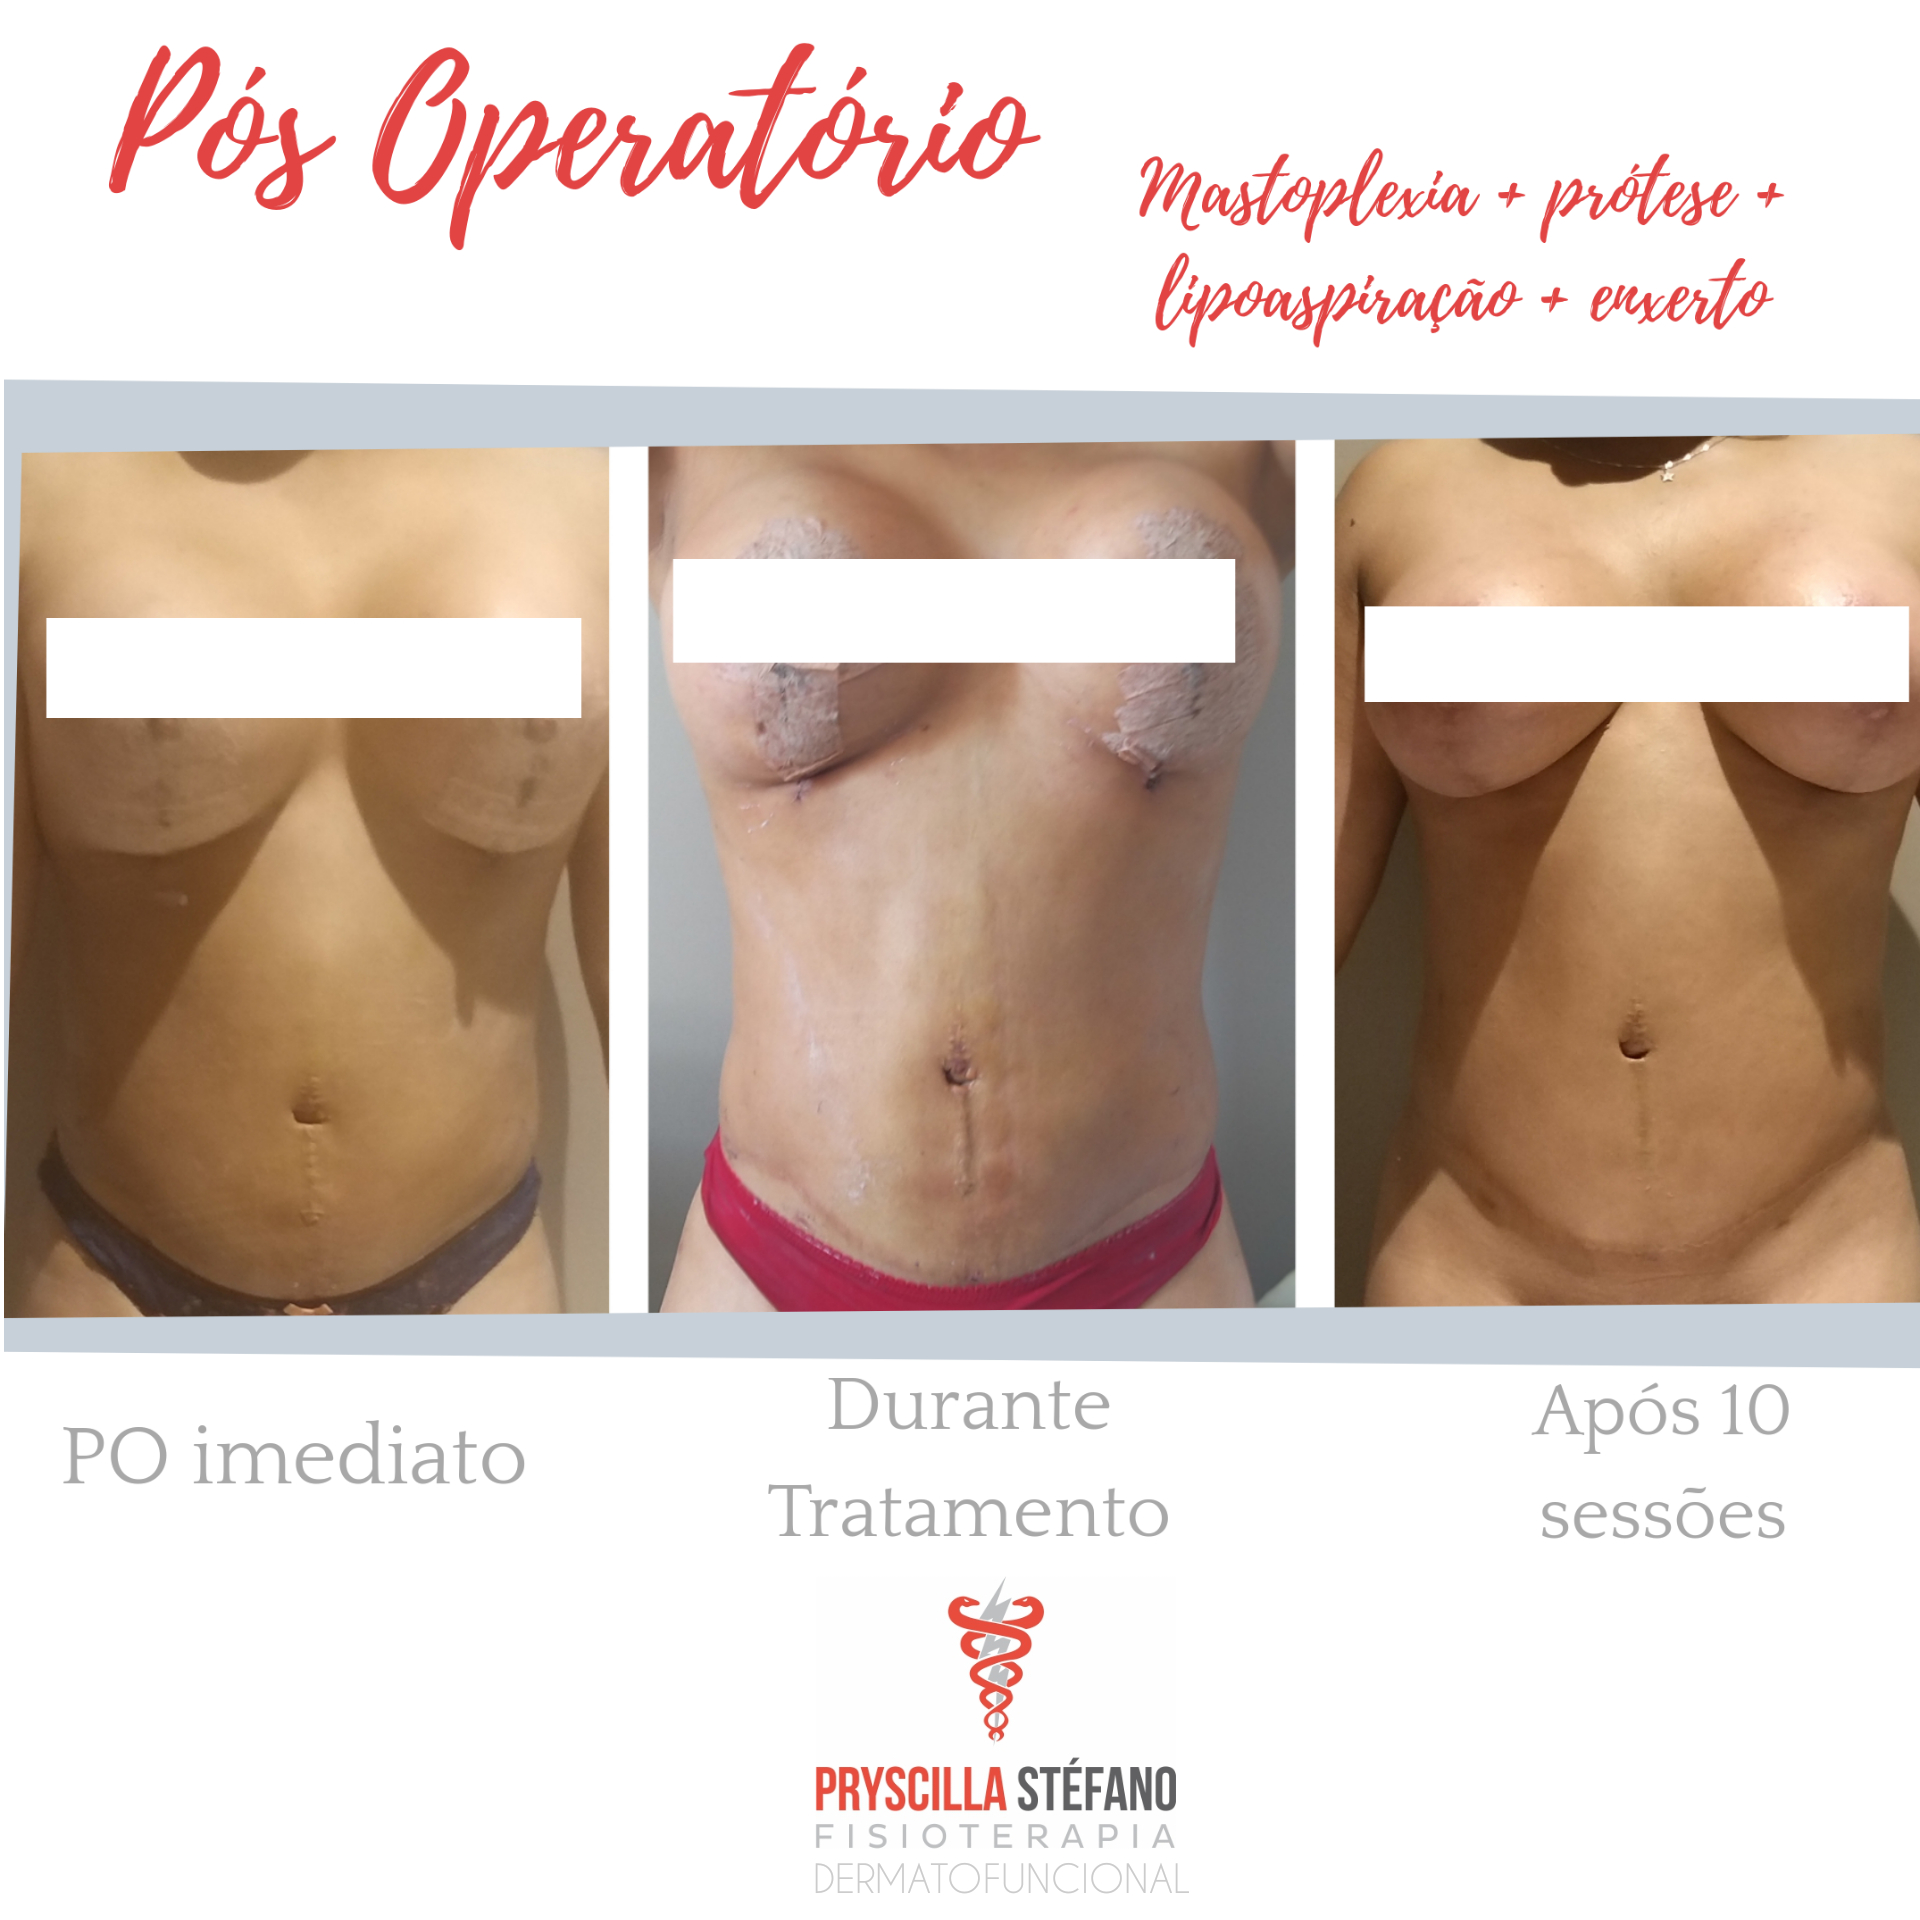 Pós Operatório
Mastoplexia + prótese +
lipoaspiração + enxerto
PO imediato
Durante
Tratamento
Após 10
sessões
PRYSCILLA STÉFANO
FISIOTERAPIA
DERMATOFUNCIONAL